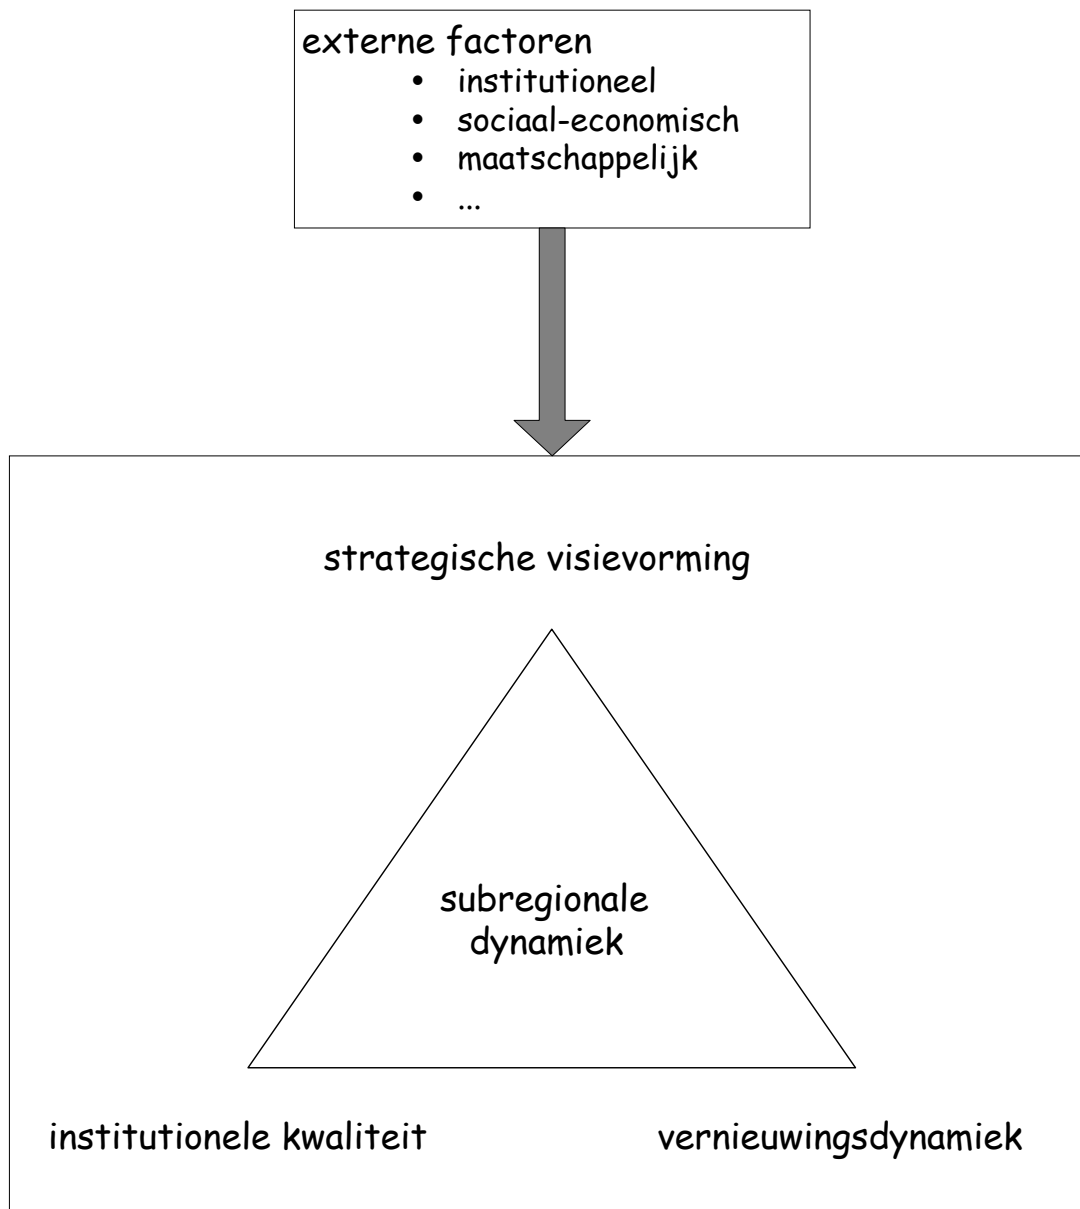 externe factoren
• institutioneel
• sociaal-economisch
• maatschappelijk
• ...
strategische visievorming
subregionale
dynamiek
institutionele kwaliteit
vernieuwingsdynamiek